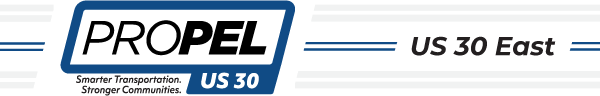 PROPEL
US 30
Smarter Transportation.
Stronger Communities.
US 30 East